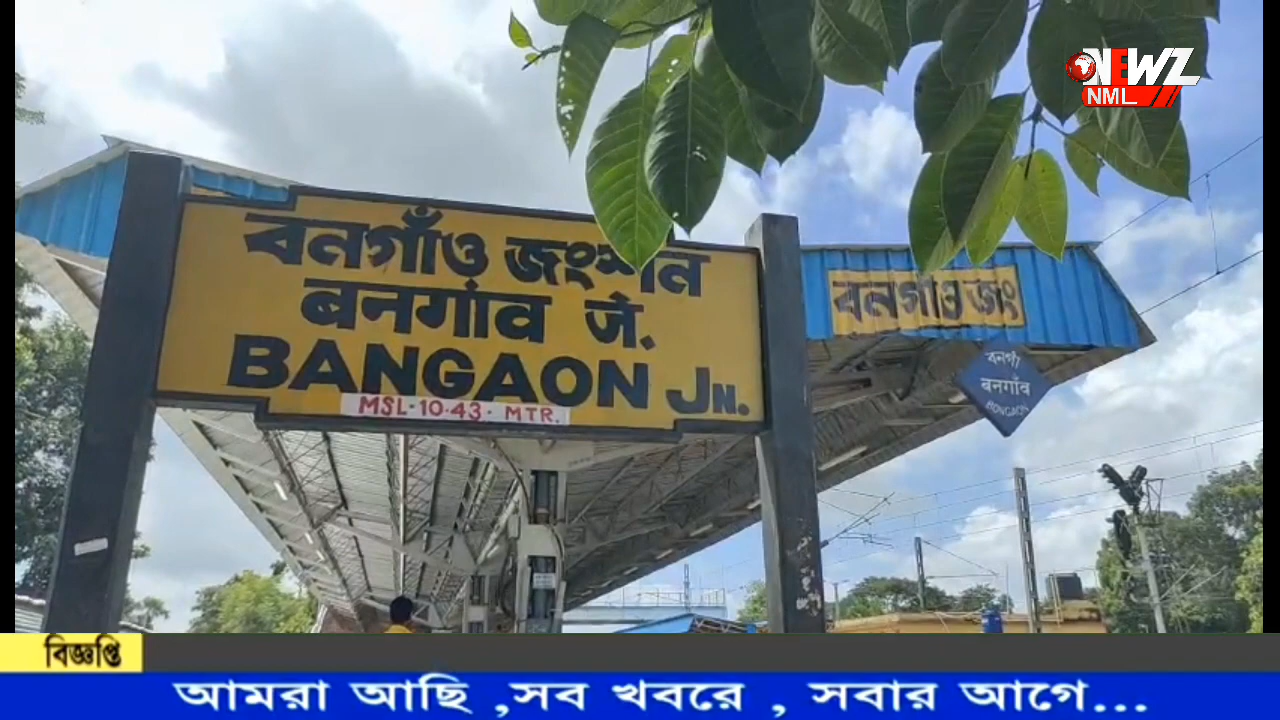 NEWZ
NML
বনগাঁও জংশন
बनगांव जं.
BANGAON JN.
MSL-10·43· MTR.
বনগাঁও জং
বনগাঁ
बनगाँव
BONGAON
বিজ্ঞপ্তি
আমরা আছি ,সব খবরে , সবার আগে...